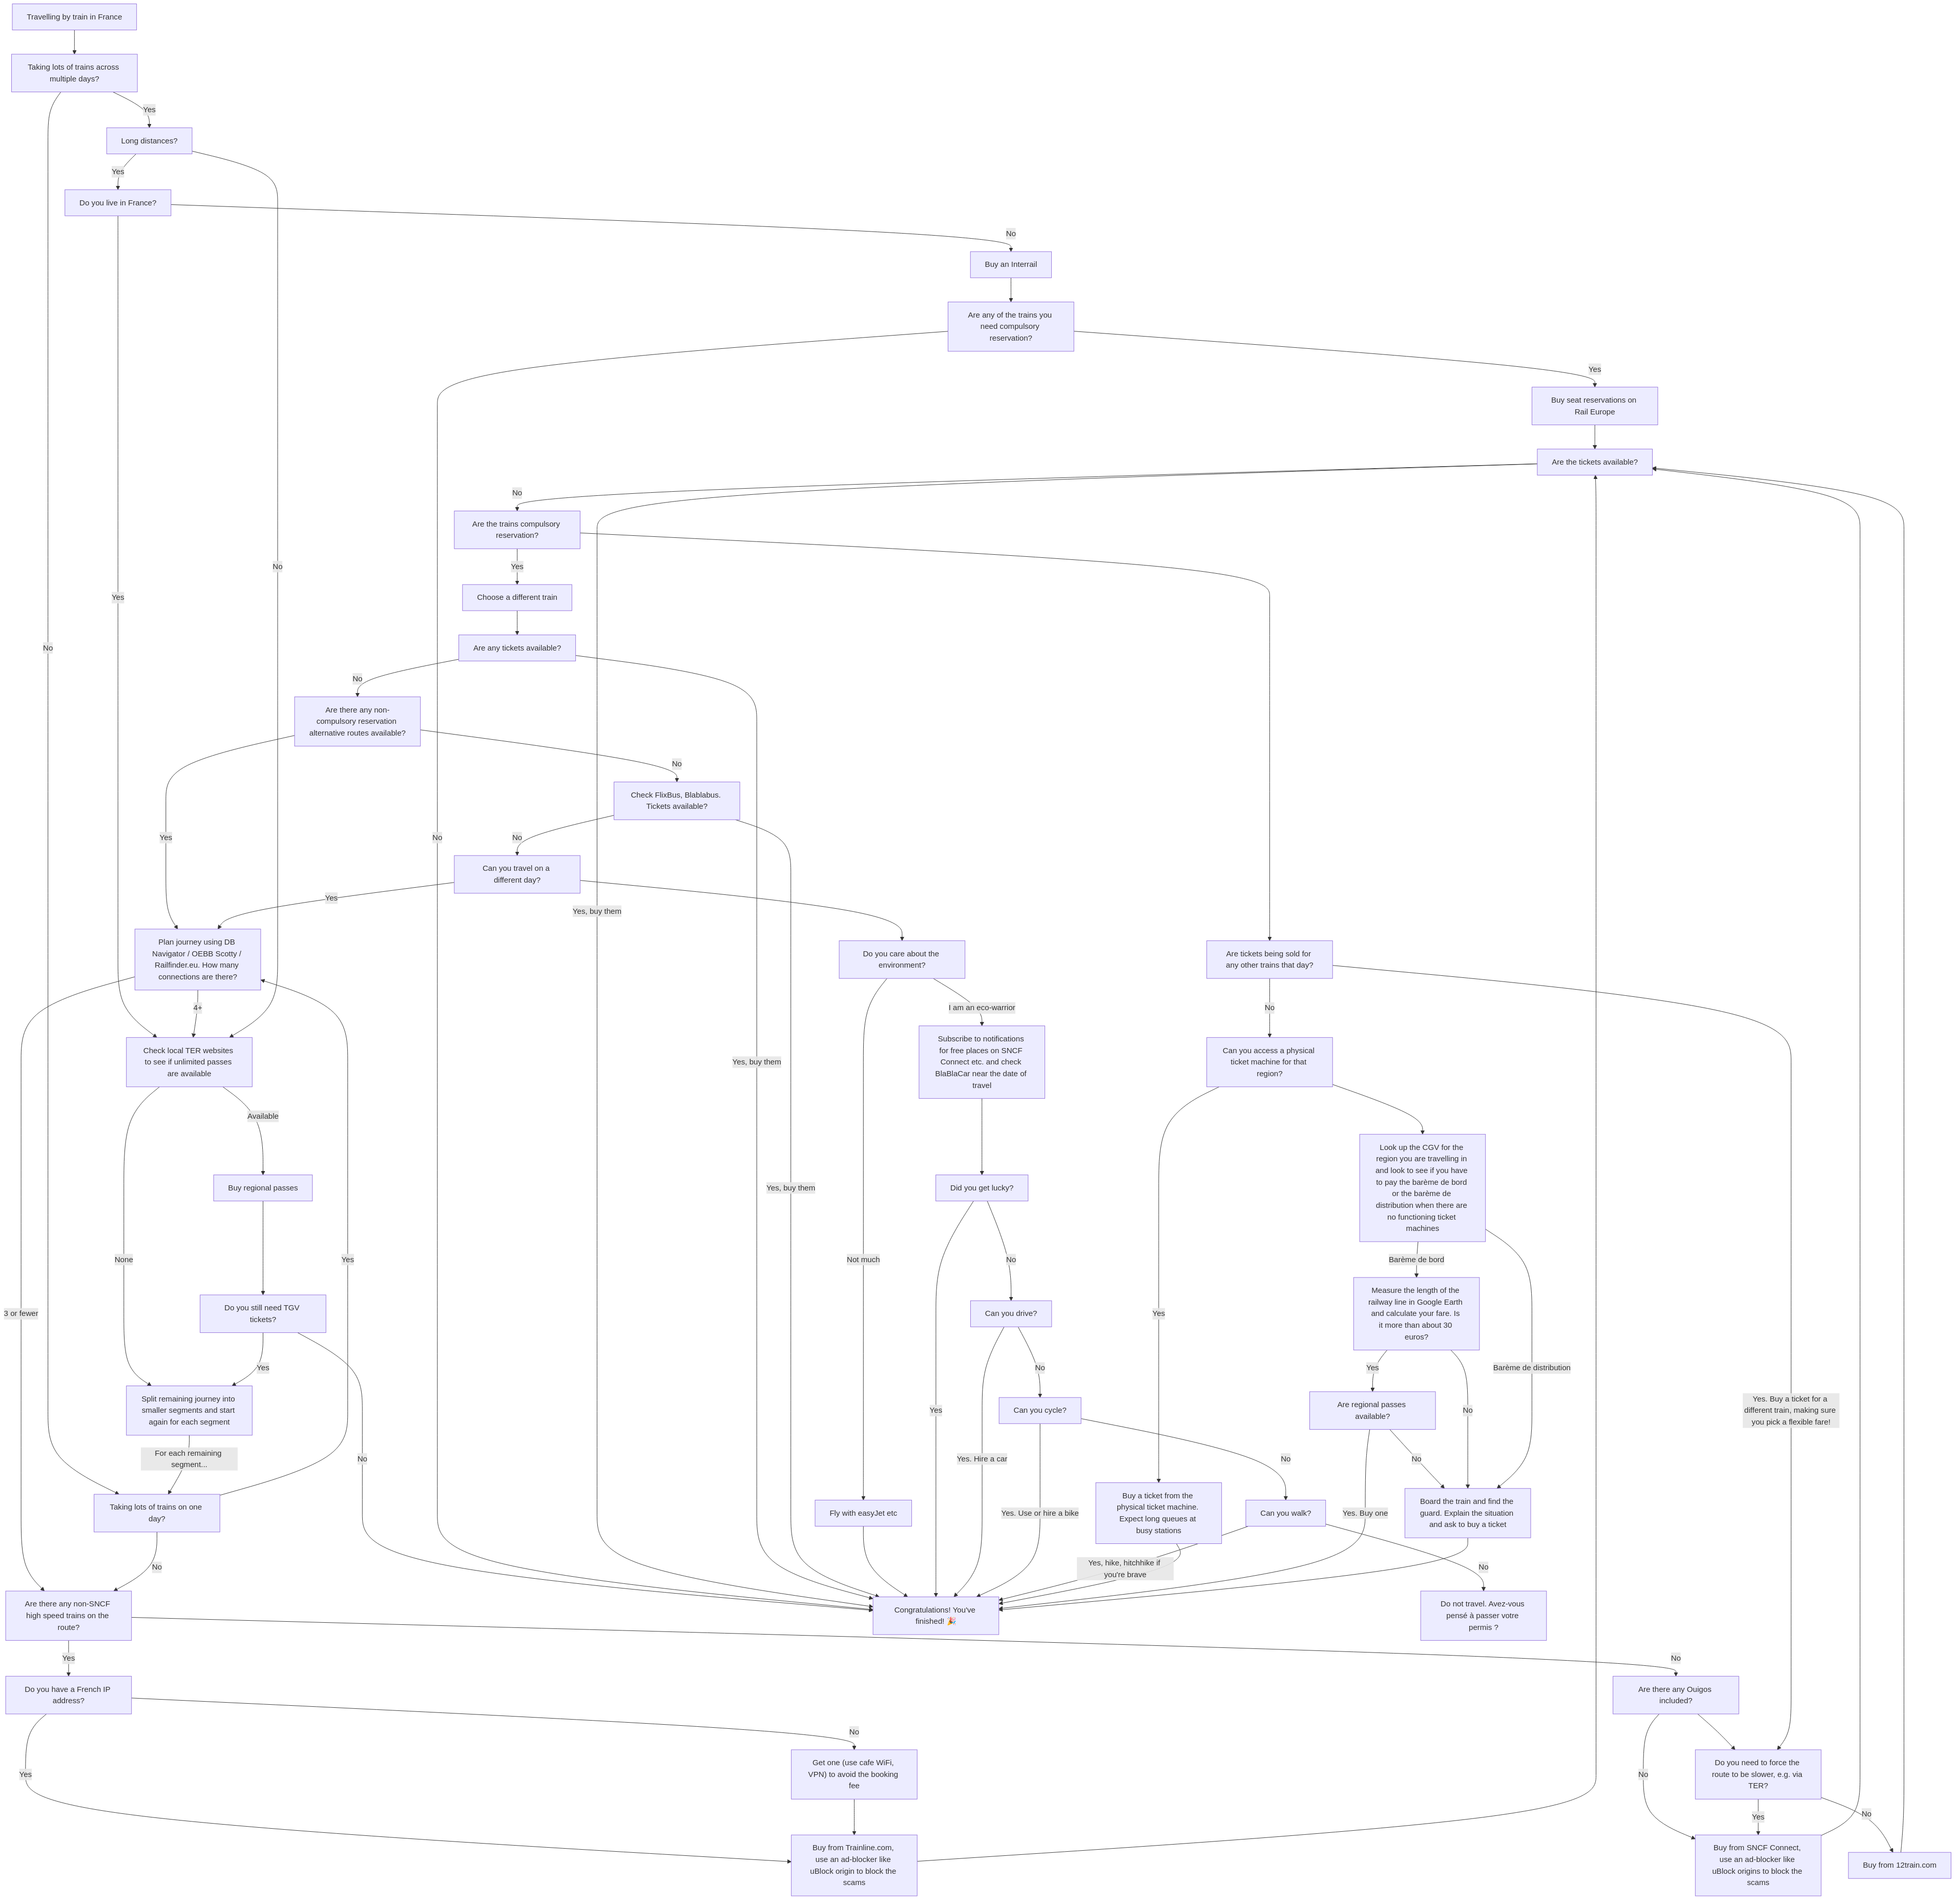 Travelling by train in France
Taking lots of trains across
multiple days?
Yes
Long distances?
Yes
Do you live in France?
No
Buy an Interrail
Are any of the trains you
need compulsory
reservation?
Yes
Buy seat reservations on
Rail Europe
Are the tickets available?
No
Are the trains compulsory
reservation?
Yes
No
Choose a different train
Yes
No
Are any tickets available?
No
Are there any non-
compulsory reservation
alternative routes available?
No
Check FlixBus, Blablabus.
Tickets available?
Yes
No
No
Can you travel on a
different day?
Yes
Yes, buy them
Plan journey using DB
Navigator / OEBB Scotty /
Railfinder.eu. How many
connections are there?
Do you care about the
environment?
Are tickets being sold for
any other trains that day?
4+
I am an eco-warrior
No
Check local TER websites
to see if unlimited passes
are available
Yes, buy them
Subscribe to notifications
for free places on SNCF
Connect etc. and check
BlaBlaCar near the date of
travel
Can you access a physical
ticket machine for that
region?
Available
Buy regional passes
Yes, buy them
Did you get lucky?
Look up the CGV for the
region you are travelling in
and look to see if you have
to pay the barème de bord
or the barème de
distribution when there are
no functioning ticket
machines
None
Yes
Not much
No
Barème de bord
3 or fewer
Do you still need TGV
tickets?
Can you drive?
Yes
Measure the length of the
railway line in Google Earth
and calculate your fare. Is
it more than about 30
euros?
Yes
No
Yes
Barème de distribution
Split remaining journey into
smaller segments and start
again for each segment
Yes
Can you cycle?
Are regional passes
available?
No
Yes. Buy a ticket for a
different train, making sure
you pick a flexible fare!
For each remaining
segment...
No
Yes. Hire a car
No
No
Taking lots of trains on one
day?
Fly with easyJet etc
Yes. Use or hire a bike
Buy a ticket from the
physical ticket machine.
Expect long queues at
busy stations
Can you walk?
Yes. Buy one
Board the train and find the
guard. Explain the situation
and ask to buy a ticket
No
Yes, hike, hitchhike if
you're brave
No
Are there any non-SNCF
high speed trains on the
route?
Congratulations! You've
finished! 🎉
Do not travel. Avez-vous
pensé à passer votre
permis ?
Yes
No
Do you have a French IP
address?
Are there any Ouigos
included?
No
Yes
Get one (use cafe WiFi,
VPN) to avoid the booking
fee
No
Do you need to force the
route to be slower, e.g. via
TER?
Yes
No
Buy from Trainline.com,
use an ad-blocker like
uBlock origin to block the
scams
Buy from SNCF Connect,
use an ad-blocker like
uBlock origins to block the
scams
Buy from 12train.com